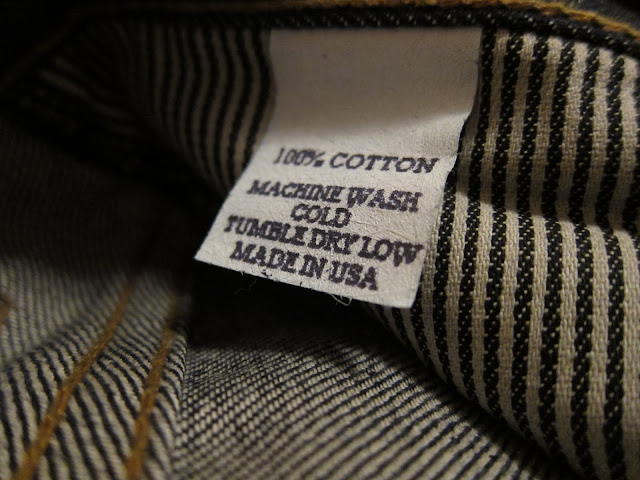 100% COTTON
MACHINE WASH
COLD
TUMBLE DRY LOW
MADE IN USA